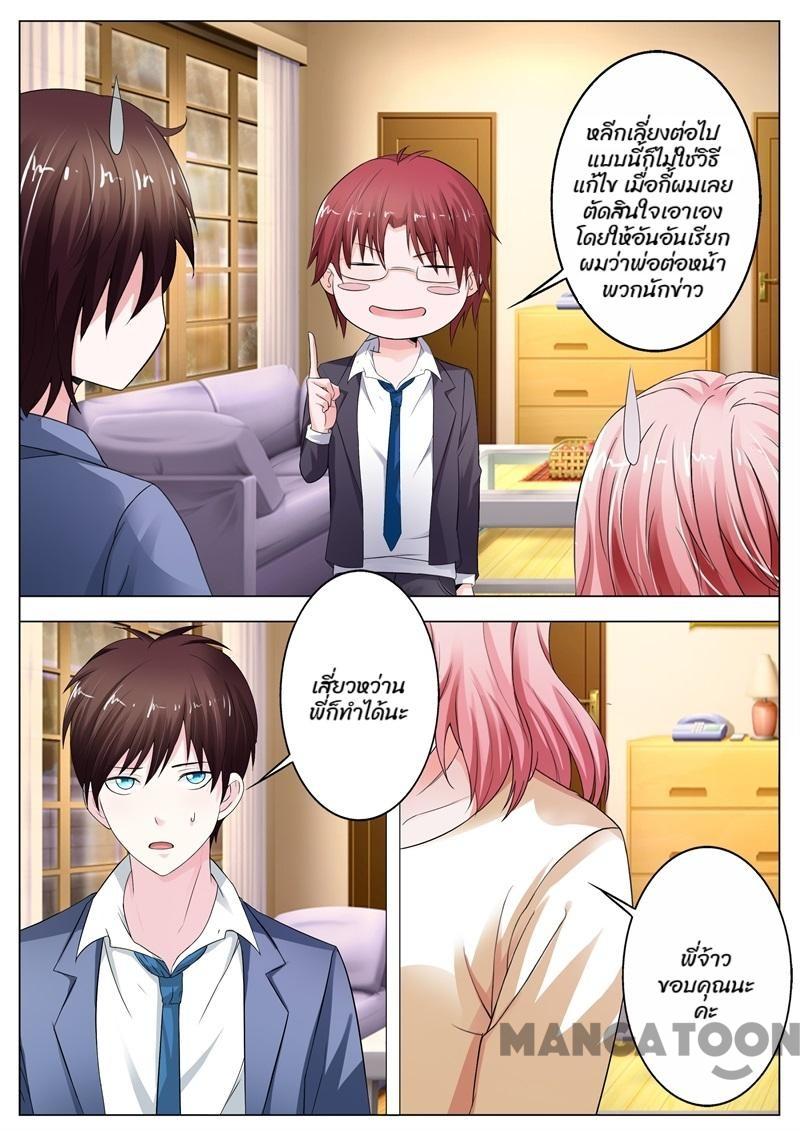 หลีกเลี่ยงต่อไป
แบบนี้ก็ไม่ใช่วิธี
แก้ไข เมื่อกี้ผมเลย
ตัดสินใจเอาเอง
โดยให้อันอันเรียก
ผมว่าพ่อต่อหน้า
พวกนักข่าว
เสี่ยวหว่าน
พี่ก็ทำได้นะ
พี่จ้าว
ขอบคุณนะ
คะ
MANGATOON